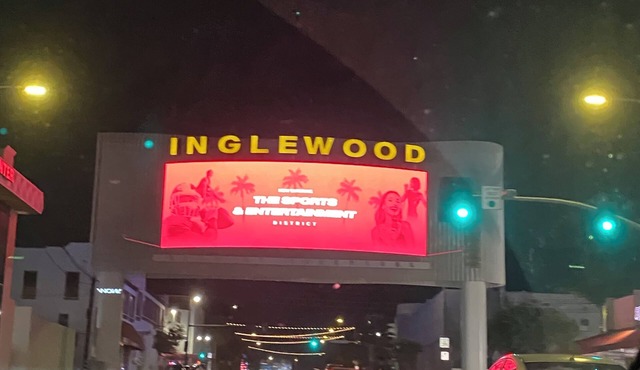 INGLEWOOD
THE SPORTS
& ENTERTAINMENT
DISTRICT